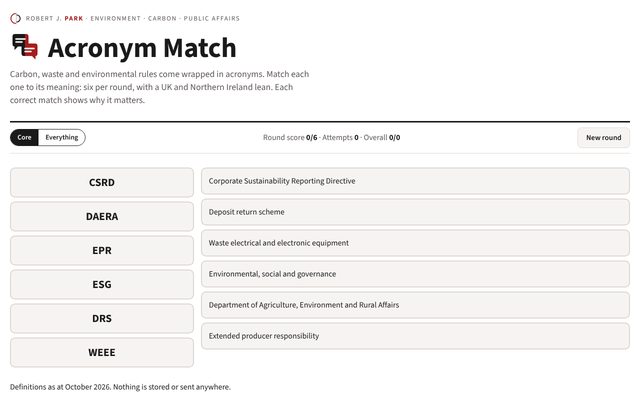 ROBERT J. PARK · ENVIRONMENT · CARBON · PUBLIC AFFAIRS
Acronym Match
Carbon, waste and environmental rules come wrapped in acronyms. Match each
one to its meaning: six per round, with a UK and Northern Ireland lean. Each
correct match shows why it matters.
Core Everything Round score 0/6 · Attempts 0 · Overall 0/0 New round
CSRD
DAERA
EPR
ESG
DRS
WEEE
Corporate Sustainability Reporting Directive
Deposit return scheme
Waste electrical and electronic equipment
Environmental, social and governance
Department of Agriculture, Environment and Rural Affairs
Extended producer responsibility
Definitions as at October 2026. Nothing is stored or sent anywhere.